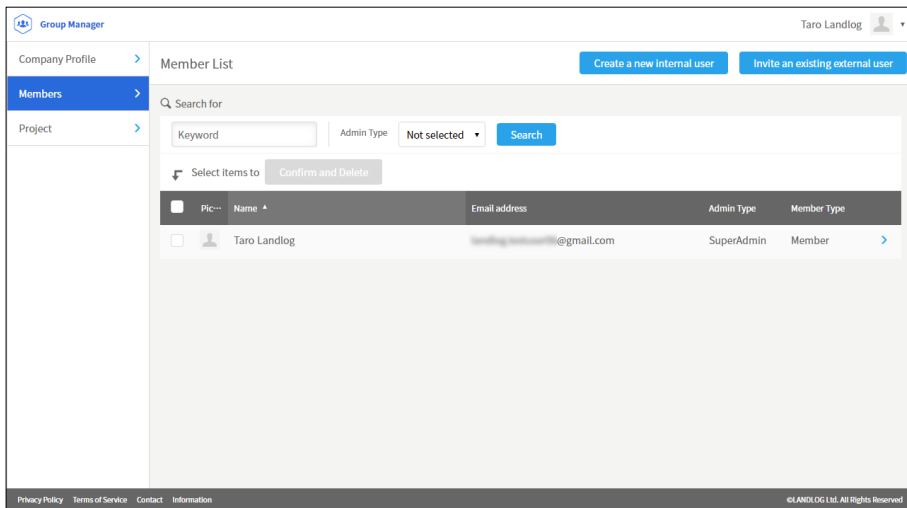 Group Manager
Taro Landlog
Company Profile
Members
Project
Member List
Create a new internal user
Invite an existing external user
Search for
Keyword
Admin Type
Not selected
Search
Select items to
Confirm and Delete
Pic… Name Email address Admin Type Member Type
Taro Landlog @gmail.com SuperAdmin Member
Privacy Policy Terms of Service Contact Information
©LANDLOG Ltd. All Rights Reserved